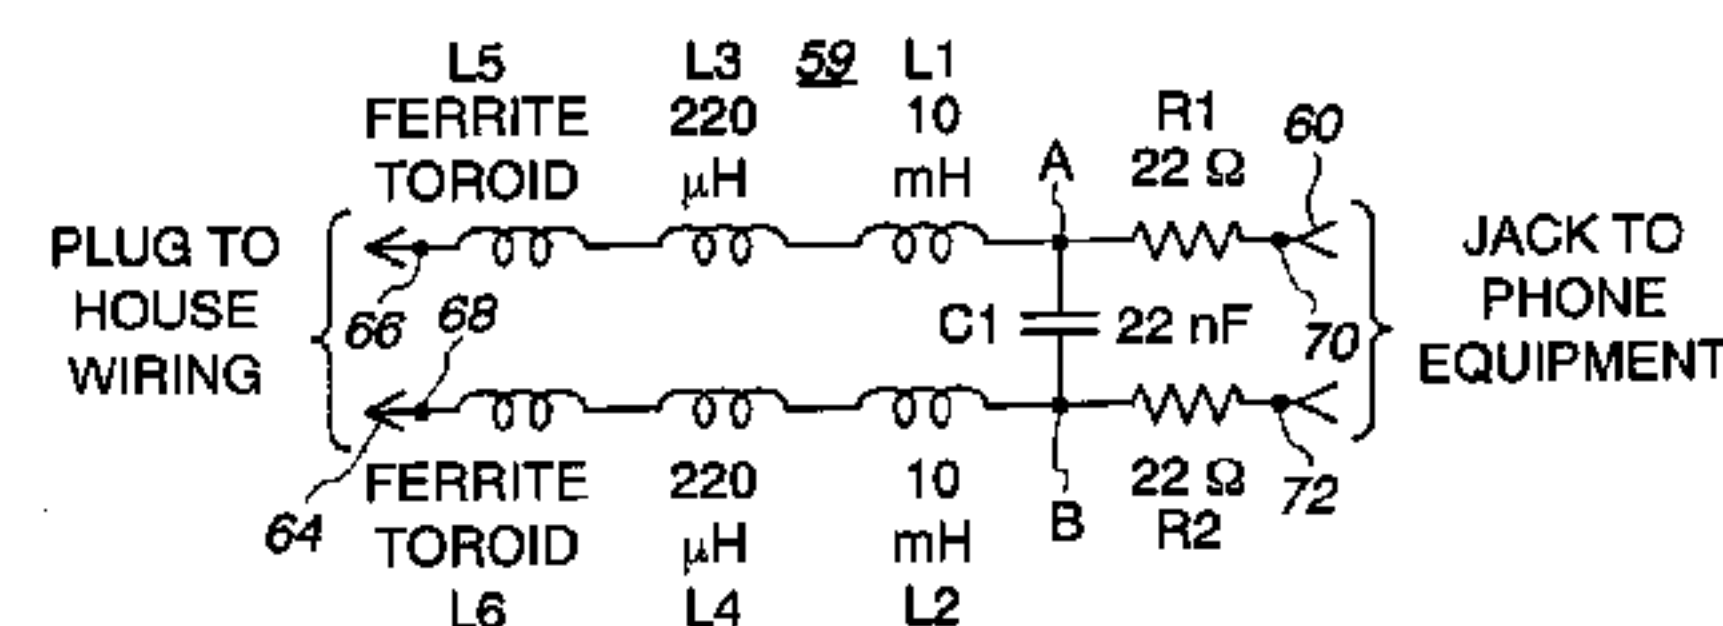 L5
FERRITE
TOROID
L3
220
μH
59
L1
10
mH
A
R1
22 Ω
60
PLUG TO
HOUSE
WIRING
66
68
C1
22 nF
70
JACK TO
PHONE
EQUIPMENT
64
FERRITE
TOROID
L6
220
μH
L4
10
mH
L2
B
22 Ω
R2
72